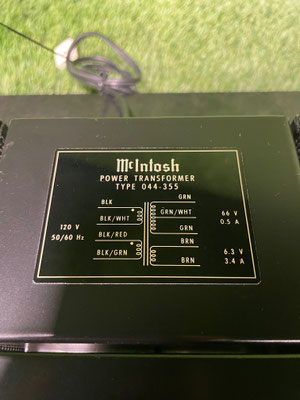 McIntosh
POWER TRANSFORMER
TYPE 044-355
BLK
GRN
BLK/WHT
GRN/WHT
66 V
0.5 A
120 V
50/60 Hz
BLK/RED
GRN
BRN
BLK/GRN
6.3 V
3.4 A
BRN